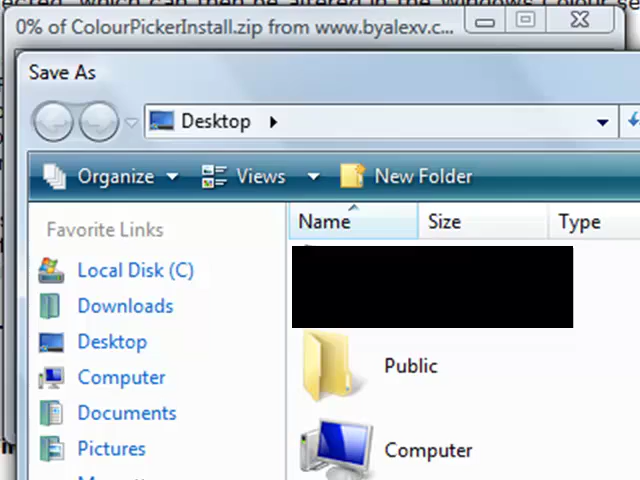 0% of ColourPickerInstall.zip from www.byalexv.c...
Save As
Desktop
Organize Views New Folder
Favorite Links
Name Size Type
Local Disk (C)
Downloads
Desktop
Computer
Documents
Pictures
Public
Computer